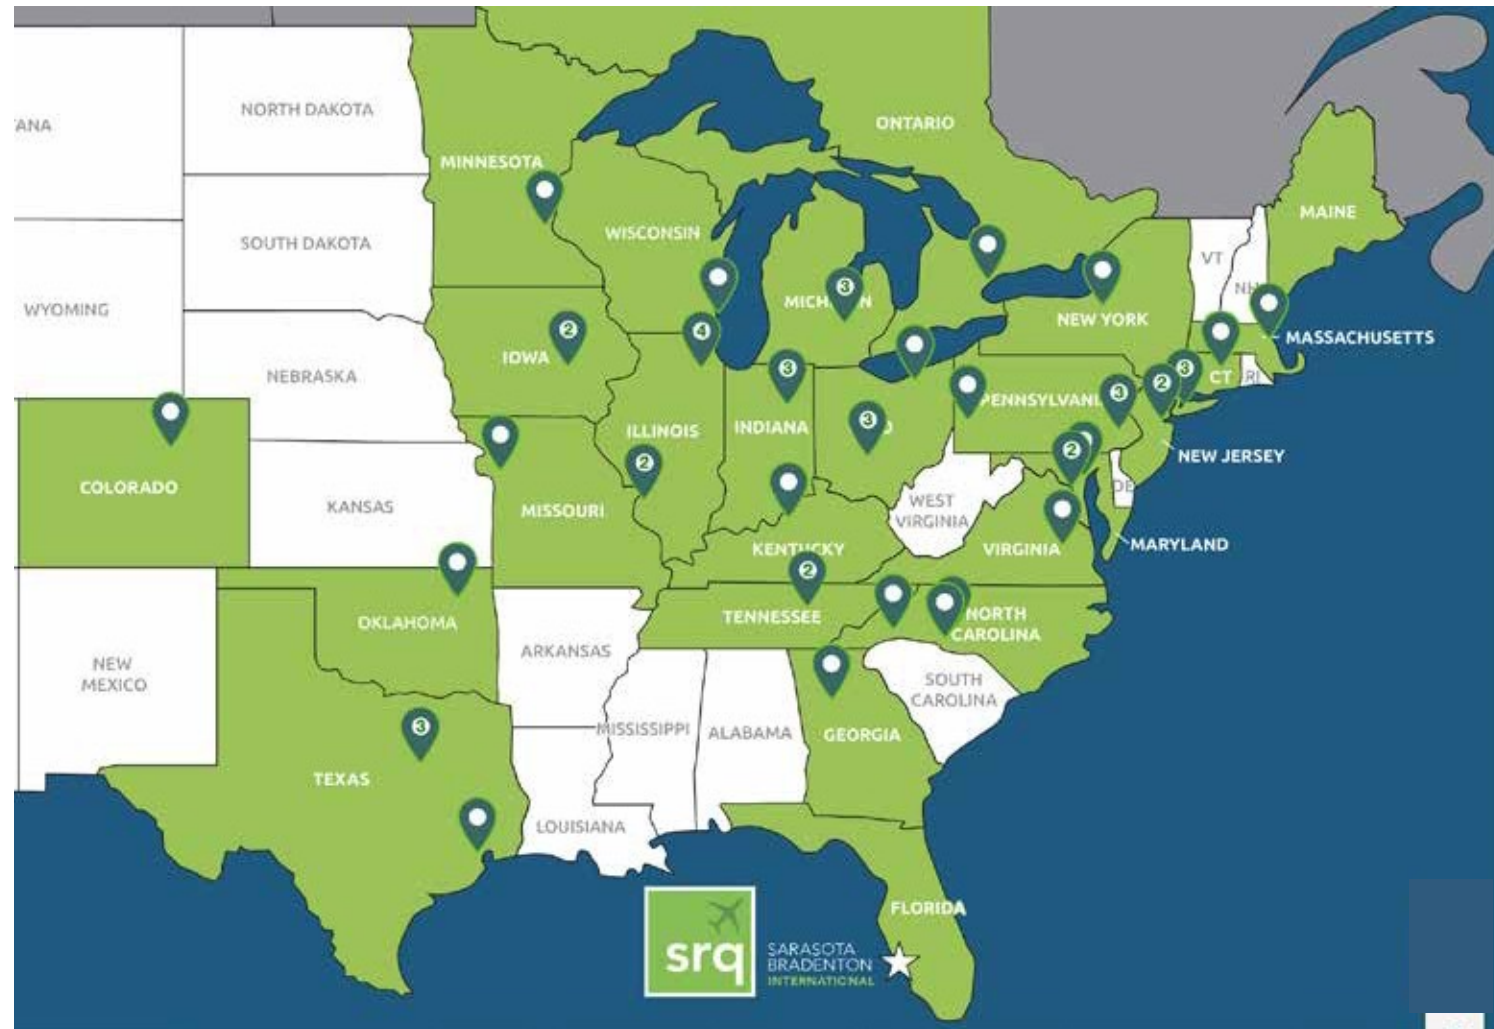 ONTARIO
NORTH DAKOTA
ANA
MINNESOTA
MAINE
WISCONSIN
SOUTH DAKOTA
VT
NH
3
MICH
N
WYOMING
NEW YORK
2
4
MASSACHUSETTS
IOWA
3
3
NEBRASKA
CT
RI
2
3
PENNSYLVANI
3
ILLINOIS
INDIANA
2
NEW JERSEY
2
COLORADO
DE
WEST
VIRGINIA
KANSAS
MISSOURI
MARYLAND
KENTUCKY
VIRGINIA
2
TENNESSEE
NORTH
CAROLINA
OKLAHOMA
ARKANSAS
NEW
MEXICO
SOUTH
CAROLINA
3
MISSISSIPPI
ALABAMA
GEORGIA
TEXAS
LOUISIANA
FLORIDA
srq
SARASOTA
BRADENTON
INTERNATIONAL